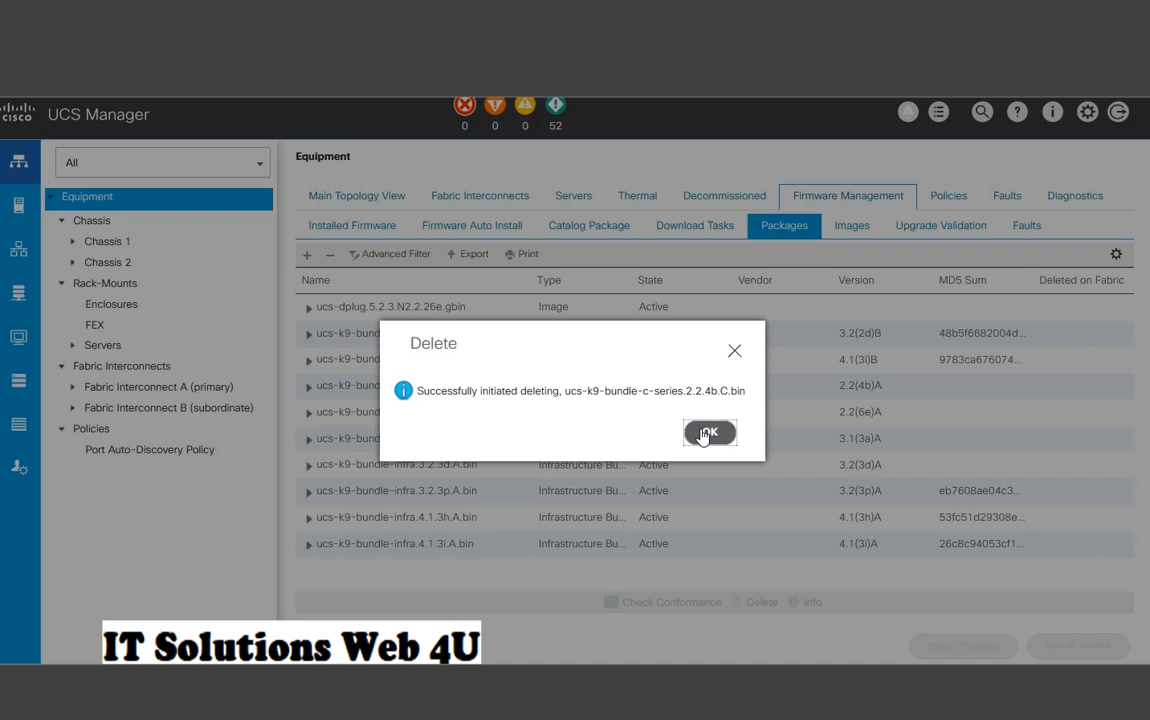 CISCO UCS Manager
0 0 0 52
All
Equipment
Chassis
Chassis 1
Chassis 2
Rack-Mounts
Enclosures
FEX
Servers
Fabric Interconnects
Fabric Interconnect A (primary)
Fabric Interconnect B (subordinate)
Policies
Port Auto-Discovery Policy
Equipment
Main Topology View Fabric Interconnects Servers Thermal Decommissioned Firmware Management Policies Faults Diagnostics
Installed Firmware Firmware Auto Install Catalog Package Download Tasks Packages Images Upgrade Validation Faults
+ − Advanced Filter Export Print
Name Type State Vendor Version MD5 Sum Deleted on Fabric
ucs-dplug.5.2.3.N2.2.26e.gbin Image Active
ucs-k9-bund 3.2(2d)B 48b5f6682004d...
ucs-k9-bund 4.1(3i)B 9783ca676074...
ucs-k9-bund 2.2(4b)A
ucs-k9-bund 2.2(6e)A
ucs-k9-bund 3.1(3a)A
ucs-k9-bundle-infra.3.2.3d.A.bin Infrastructure Bu... Active 3.2(3d)A
ucs-k9-bundle-infra.3.2.3p.A.bin Infrastructure Bu... Active 3.2(3p)A eb7608ae04c3...
ucs-k9-bundle-infra.4.1.3h.A.bin Infrastructure Bu... Active 4.1(3h)A 53fc51d29308e...
ucs-k9-bundle-infra.4.1.3i.A.bin Infrastructure Bu... Active 4.1(3i)A 26c8c94053cf1...
Delete
Successfully initiated deleting, ucs-k9-bundle-c-series.2.2.4b.C.bin
OK
Check Conformance Delete Info
IT Solutions Web 4U